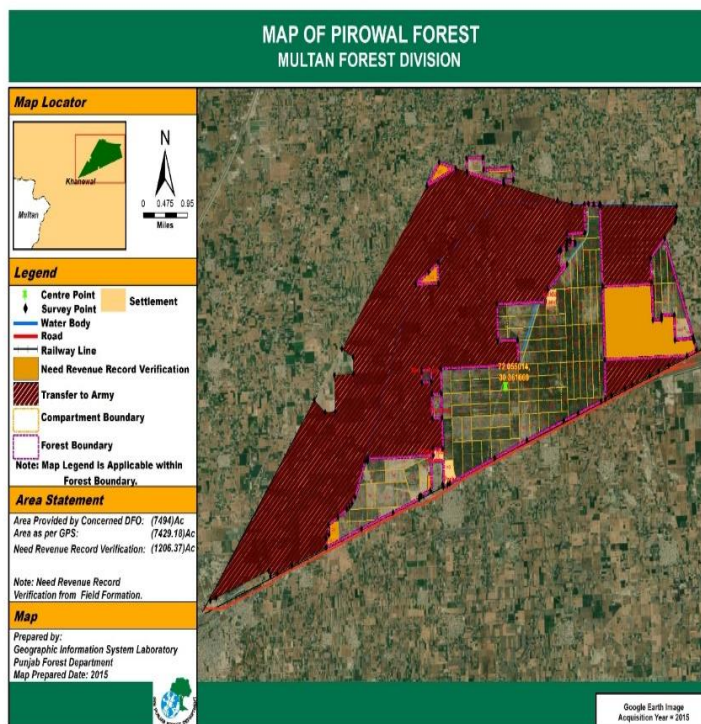 MAP OF PIROWAL FOREST
MULTAN FOREST DIVISION
Map Locator
Khanewal
Multan
N
0 0.475 0.95
Miles
Legend
Centre Point
Settlement
Survey Point
Water Body
Road
Railway Line
Need Revenue Record Verification
Transfer to Army
Compartment Boundary
Forest Boundary
Note: Map Legend is Applicable within
Forest Boundary.
Area Statement
Area Provided by Concerned DFO: (7494)Ac
Area as per GPS: (7429.18)Ac
Need Revenue Record Verification: (1206.37)Ac
Note: Need Revenue Record
Verification from Field Formation.
Map
Prepared by:
Geographic Information System Laboratory
Punjab Forest Department
Map Prepared Date: 2015
Google Earth Image
Acquisition Year = 2015